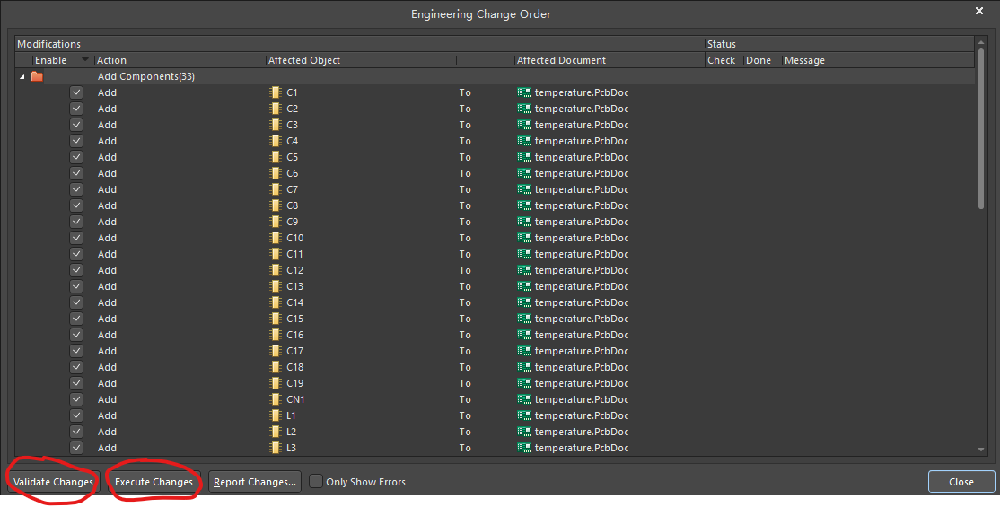 Engineering Change Order
Modifications Status
Enable Action Affected Object Affected Document Check Done Message
Add Components(33)
Add C1 To temperature.PcbDoc
Add C2 To temperature.PcbDoc
Add C3 To temperature.PcbDoc
Add C4 To temperature.PcbDoc
Add C5 To temperature.PcbDoc
Add C6 To temperature.PcbDoc
Add C7 To temperature.PcbDoc
Add C8 To temperature.PcbDoc
Add C9 To temperature.PcbDoc
Add C10 To temperature.PcbDoc
Add C11 To temperature.PcbDoc
Add C12 To temperature.PcbDoc
Add C13 To temperature.PcbDoc
Add C14 To temperature.PcbDoc
Add C15 To temperature.PcbDoc
Add C16 To temperature.PcbDoc
Add C17 To temperature.PcbDoc
Add C18 To temperature.PcbDoc
Add C19 To temperature.PcbDoc
Add CN1 To temperature.PcbDoc
Add L1 To temperature.PcbDoc
Add L2 To temperature.PcbDoc
Add L3 To temperature.PcbDoc
Validate Changes Execute Changes Report Changes... Only Show Errors Close